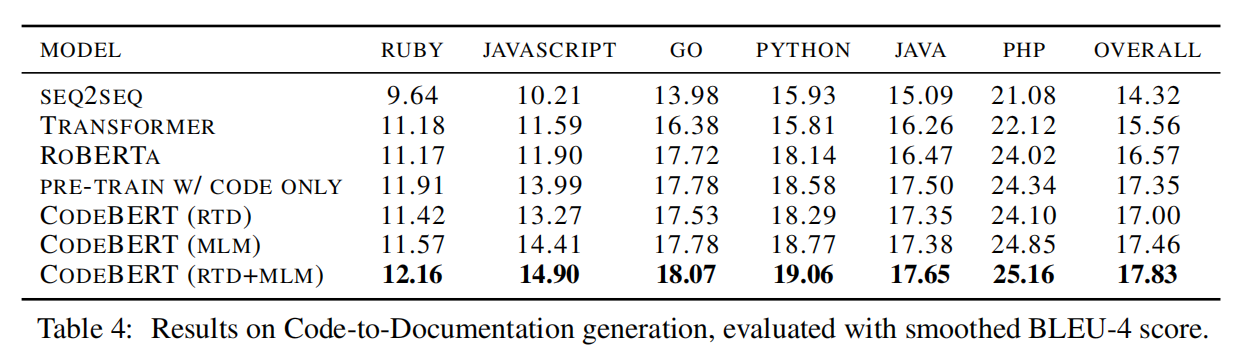 MODEL RUBY JAVASCRIPT GO PYTHON JAVA PHP OVERALL
SEQ2SEQ 9.64 10.21 13.98 15.93 15.09 21.08 14.32
TRANSFORMER 11.18 11.59 16.38 15.81 16.26 22.12 15.56
ROBERTA 11.17 11.90 17.72 18.14 16.47 24.02 16.57
PRE-TRAIN W/ CODE ONLY 11.91 13.99 17.78 18.58 17.50 24.34 17.35
CODEBERT (RTD) 11.42 13.27 17.53 18.29 17.35 24.10 17.00
CODEBERT (MLM) 11.57 14.41 17.78 18.77 17.38 24.85 17.46
CODEBERT (RTD+MLM) 12.16 14.90 18.07 19.06 17.65 25.16 17.83
Table 4: Results on Code-to-Documentation generation, evaluated with smoothed BLEU-4 score.